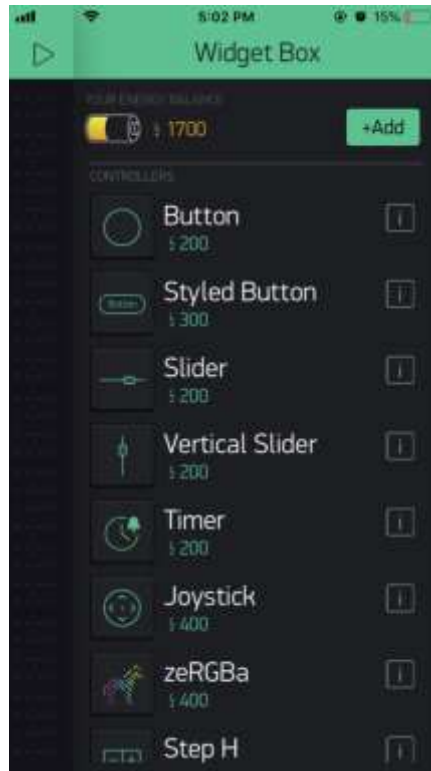 5:02 PM 15%
Widget Box
YOUR ENERGY BALANCE
1700 +Add
CONTROLLERS
Button
200
Styled Button
300
Slider
200
Vertical Slider
200
Timer
200
Joystick
400
zeRGBa
400
Step H